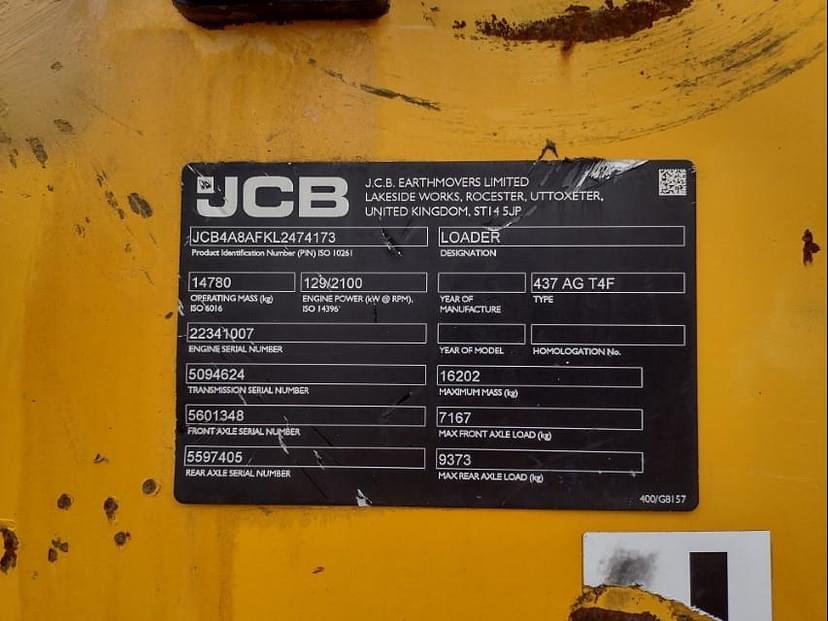 JCB
J.C.B. EARTHMOVERS LIMITED
LAKESIDE WORKS, ROCESTER, UTTOXETER,
UNITED KINGDOM, ST14 5JP
JCB4A8AFKL2474173
Product Identification Number (PIN) ISO 10261
LOADER
DESIGNATION
14780
OPERATING MASS (kg)
ISO 6016
129/2100
ENGINE POWER (kW @ RPM),
ISO 14396
YEAR OF
MANUFACTURE
437 AG T4F
TYPE
22341007
ENGINE SERIAL NUMBER
YEAR OF MODEL
HOMOLOGATION No.
5094624
TRANSMISSION SERIAL NUMBER
16202
MAXIMUM MASS (kg)
5601348
FRONT AXLE SERIAL NUMBER
7167
MAX FRONT AXLE LOAD (kg)
5597405
REAR AXLE SERIAL NUMBER
9373
MAX REAR AXLE LOAD (kg)
400/G8157